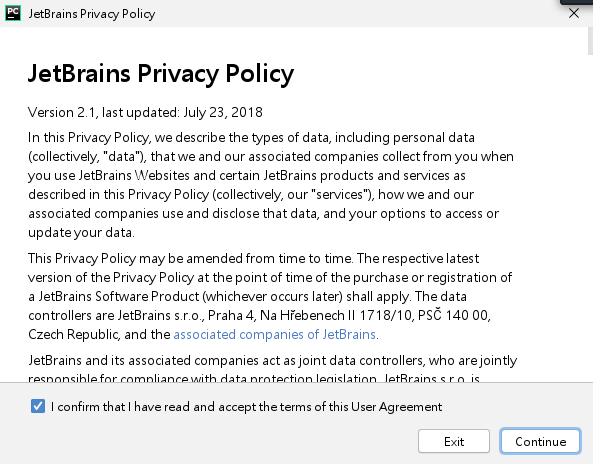 PC JetBrains Privacy Policy
JetBrains Privacy Policy
Version 2.1, last updated: July 23, 2018
In this Privacy Policy, we describe the types of data, including personal data
(collectively, "data"), that we and our associated companies collect from you when
you use JetBrains Websites and certain JetBrains products and services as
described in this Privacy Policy (collectively, our "services"), how we and our
associated companies use and disclose that data, and your options to access or
update your data.
This Privacy Policy may be amended from time to time. The respective latest
version of the Privacy Policy at the point of time of the purchase or registration of
a JetBrains Software Product (whichever occurs later) shall apply. The data
controllers are JetBrains s.r.o., Praha 4, Na Hřebenech II 1718/10, PSČ 140 00,
Czech Republic, and the associated companies of JetBrains.
JetBrains and its associated companies act as joint data controllers, who are jointly
responsible for compliance with data protection legislation. JetBrains s.r.o. is
I confirm that I have read and accept the terms of this User Agreement
Exit
Continue